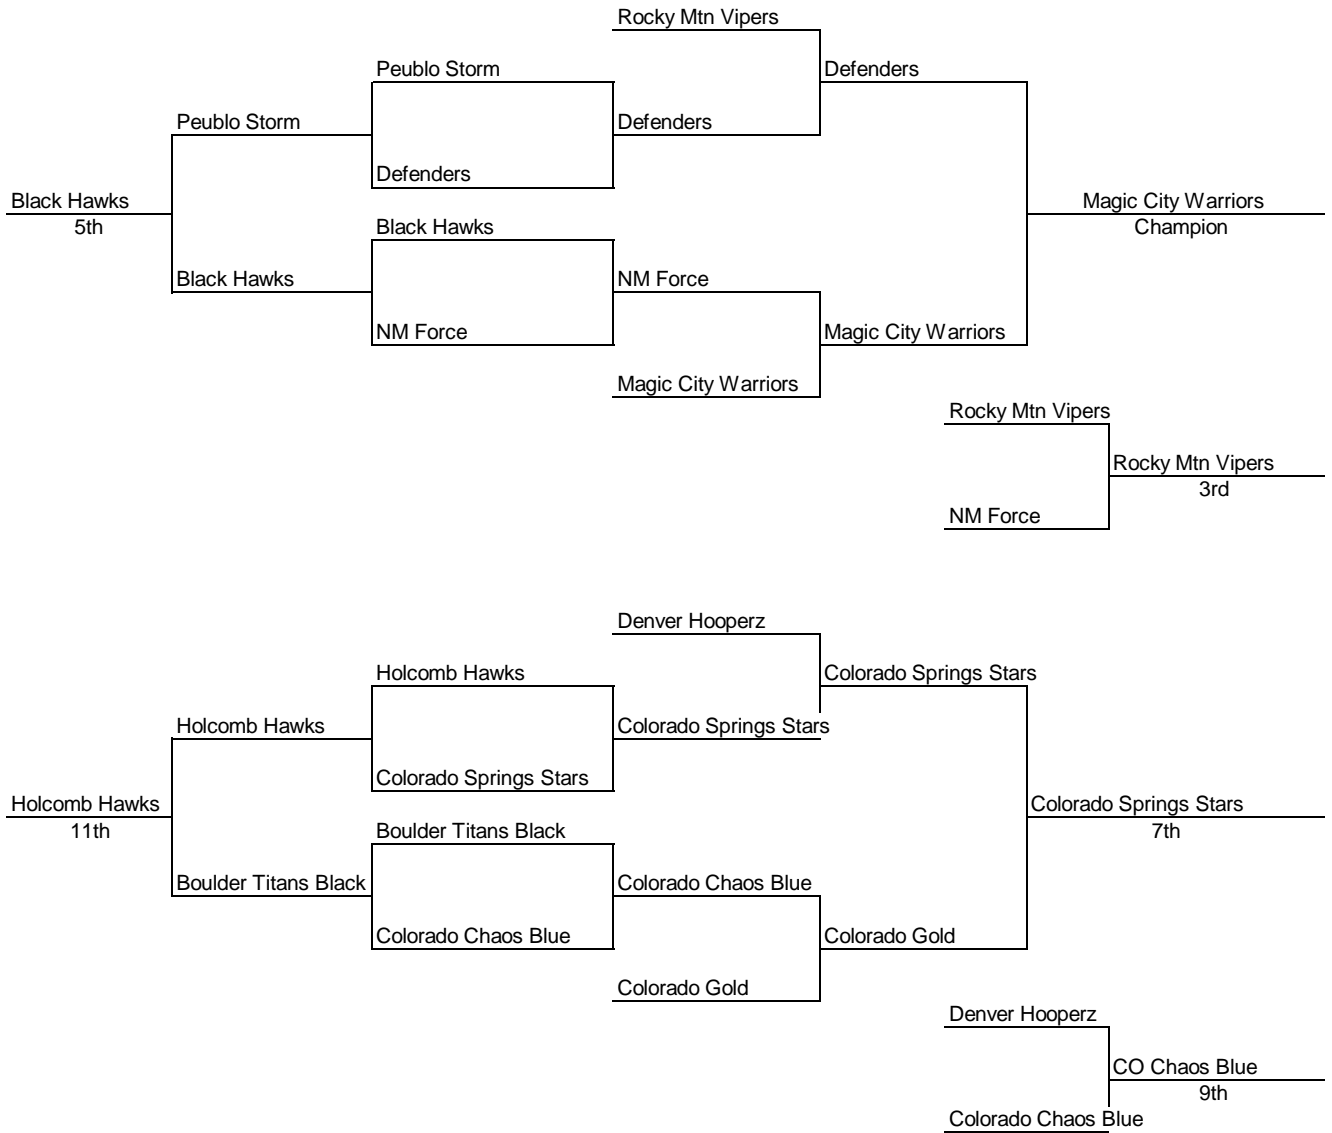 Rocky Mtn Vipers
Peublo Storm
Defenders
Peublo Storm
Defenders
Defenders
Black Hawks
5th
Magic City Warriors
Champion
Black Hawks
Black Hawks
NM Force
NM Force
Magic City Warriors
Magic City Warriors
Rocky Mtn Vipers
Rocky Mtn Vipers
3rd
NM Force
Denver Hooperz
Holcomb Hawks
Colorado Springs Stars
Holcomb Hawks
Colorado Springs Stars
Colorado Springs Stars
Holcomb Hawks
11th
Colorado Springs Stars
7th
Boulder Titans Black
Boulder Titans Black
Colorado Chaos Blue
Colorado Chaos Blue
Colorado Gold
Colorado Gold
Denver Hooperz
CO Chaos Blue
9th
Colorado Chaos Blue